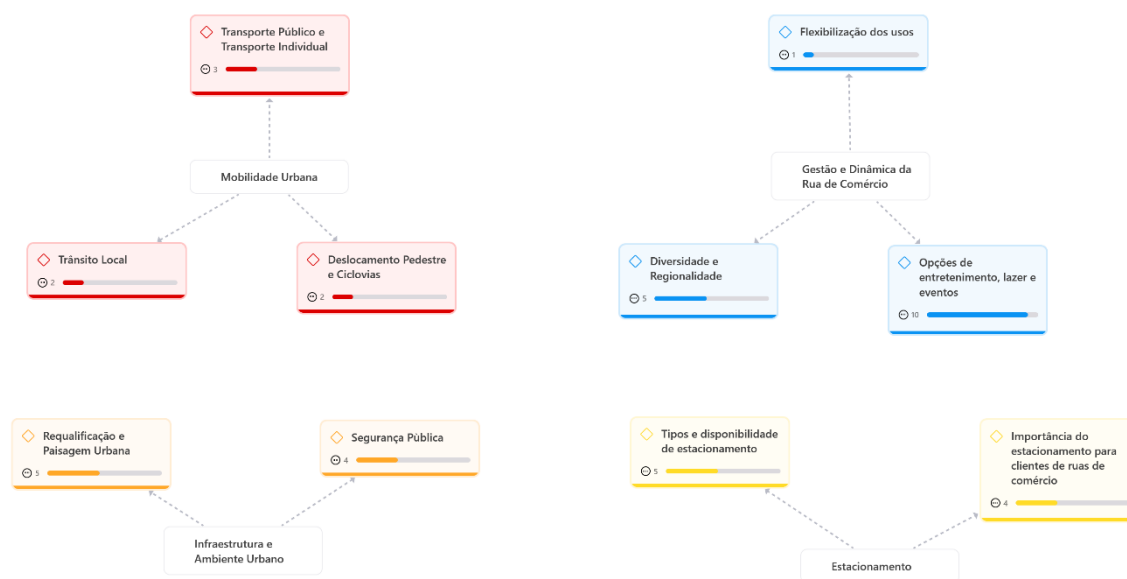 Transporte Público e
Transporte Individual
3
Mobilidade Urbana
Trânsito Local
2
Deslocamento Pedestre
e Ciclovias
2
Flexibilização dos usos
1
Gestão e Dinâmica da
Rua de Comércio
Diversidade e
Regionalidade
5
Opções de
entretenimento, lazer e
eventos
10
Requalificação e
Paisagem Urbana
5
Segurança Pública
4
Infraestrutura e
Ambiente Urbano
Tipos e disponibilidade
de estacionamento
5
Importância do
estacionamento para
clientes de ruas de
comércio
4
Estacionamento